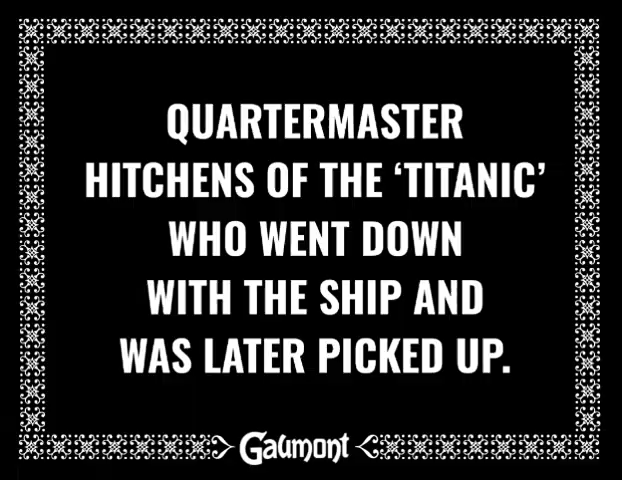 QUARTERMASTER
HITCHENS OF THE ‘TITANIC’
WHO WENT DOWN
WITH THE SHIP AND
WAS LATER PICKED UP.
Gaumont